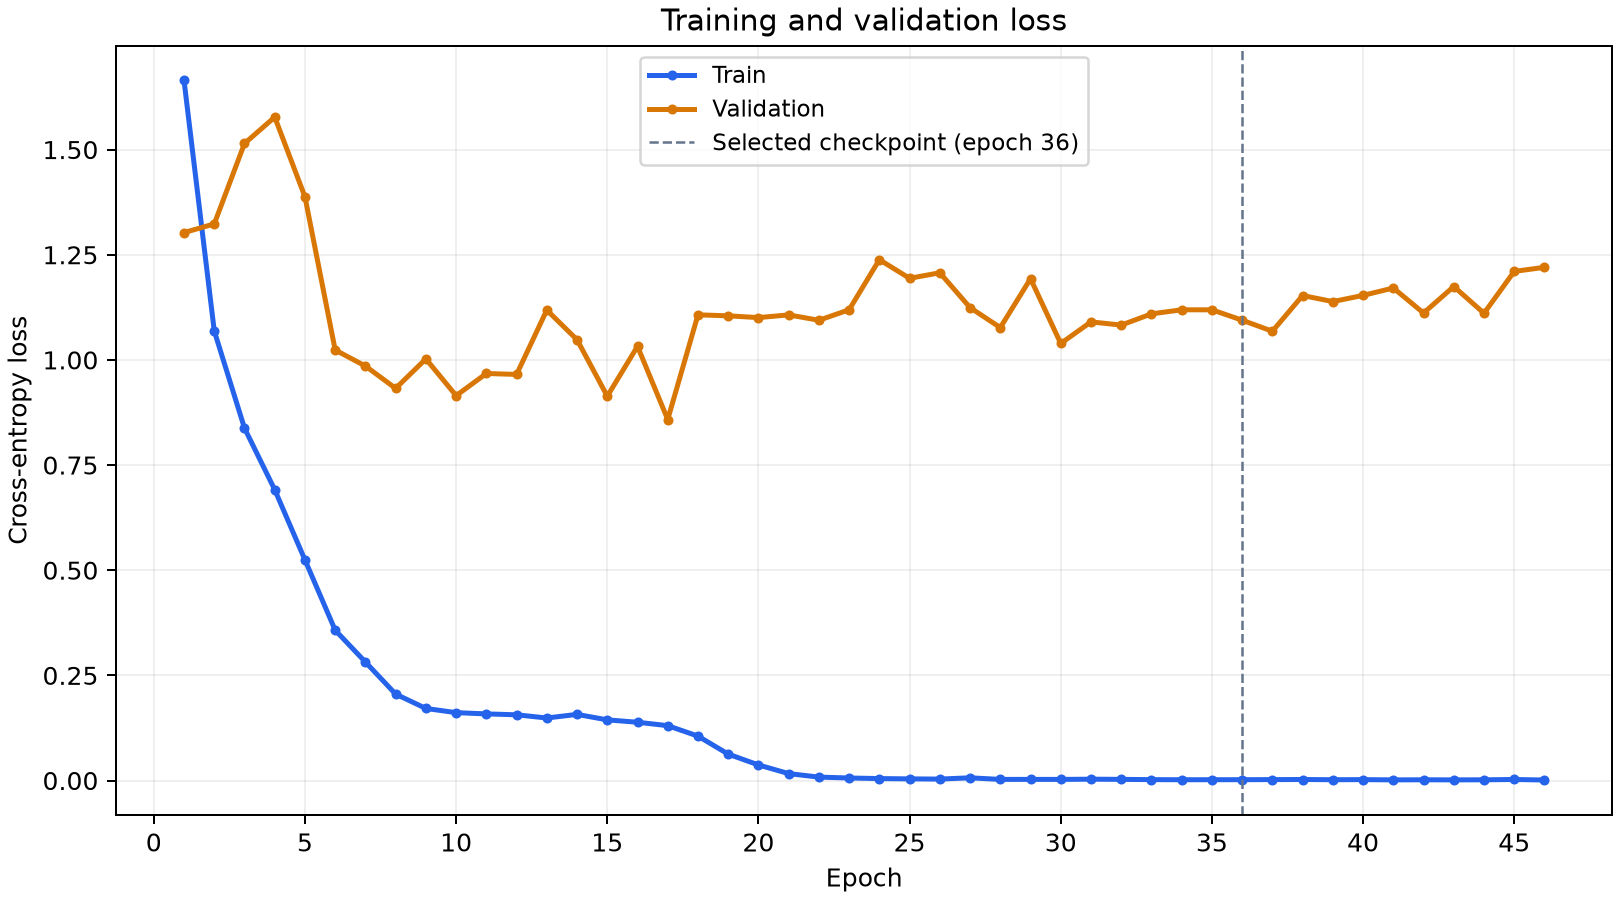 Training and validation loss
Train
Validation
Selected checkpoint (epoch 36)
Cross-entropy loss
1.50
1.25
1.00
0.75
0.50
0.25
0.00
0 5 10 15 20 25 30 35 40 45
Epoch